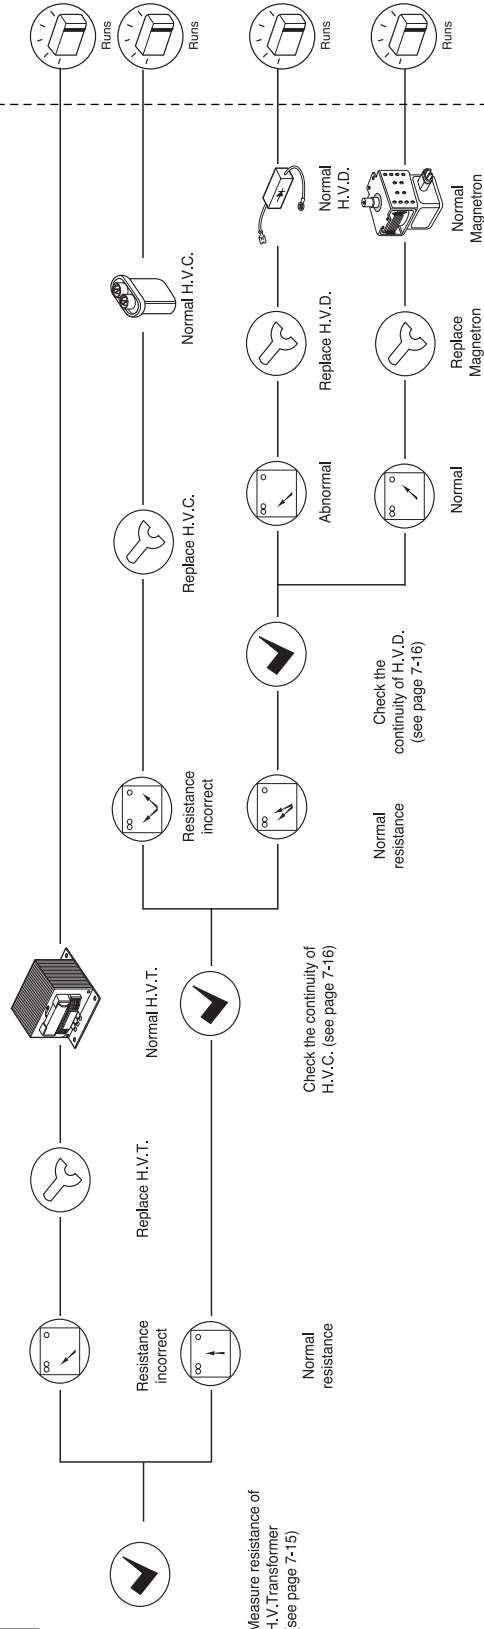 Measure resistance of
H.V.Transformer
(see page 7-15)
Resistance
incorrect
Replace H.V.T.
Normal H.V.T.
Runs
Normal
resistance
Check the continuity of
H.V.C. (see page 7-16)
Resistance
incorrect
Replace H.V.C.
Normal H.V.C.
Runs
Normal
resistance
Check the
continuity of H.V.D.
(see page 7-16)
Abnormal
Replace H.V.D.
Normal
H.V.D.
Runs
Normal
Replace
Magnetron
Normal
Magnetron
Runs